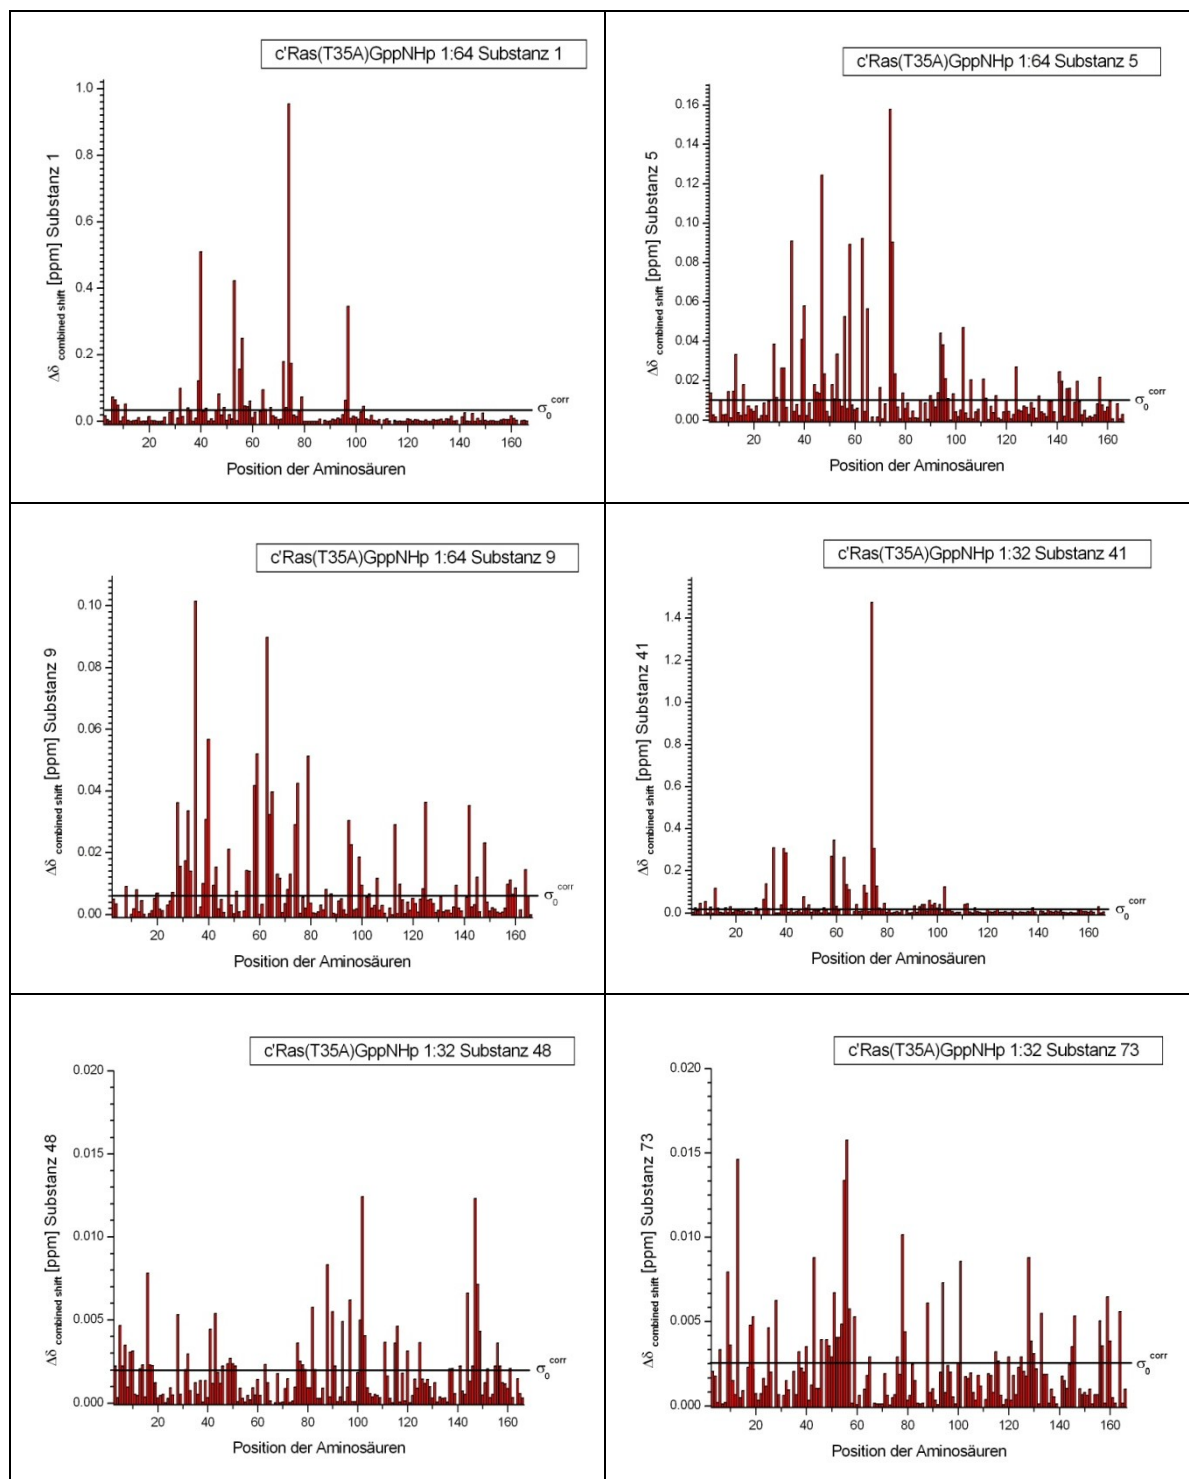 c'Ras(T35A)GppNHp 1:64 Substanz 1
1.0
0.8
0.6
0.4
0.2
0.0
Δδ combined shift [ppm] Substanz 1
σ₀corr
20 40 60 80 100 120 140 160
Position der Aminosäuren
c'Ras(T35A)GppNHp 1:64 Substanz 5
0.16
0.14
0.12
0.10
0.08
0.06
0.04
0.02
0.00
Δδ combined shift [ppm] Substanz 5
σ₀corr
20 40 60 80 100 120 140 160
Position der Aminosäuren
c'Ras(T35A)GppNHp 1:64 Substanz 9
0.10
0.08
0.06
0.04
0.02
0.00
Δδ combined shift [ppm] Substanz 9
σ₀corr
20 40 60 80 100 120 140 160
Position der Aminosäuren
c'Ras(T35A)GppNHp 1:32 Substanz 41
1.4
1.2
1.0
0.8
0.6
0.4
0.2
0.0
Δδ combined shift [ppm] Substanz 41
σ₀corr
20 40 60 80 100 120 140 160
Position der Aminosäuren
c'Ras(T35A)GppNHp 1:32 Substanz 48
0.020
0.015
0.010
0.005
0.000
Δδ combined shift [ppm] Substanz 48
σ₀corr
20 40 60 80 100 120 140 160
Position der Aminosäuren
c'Ras(T35A)GppNHp 1:32 Substanz 73
0.020
0.015
0.010
0.005
0.000
Δδ combined shift [ppm] Substanz 73
σ₀corr
20 40 60 80 100 120 140 160
Position der Aminosäuren